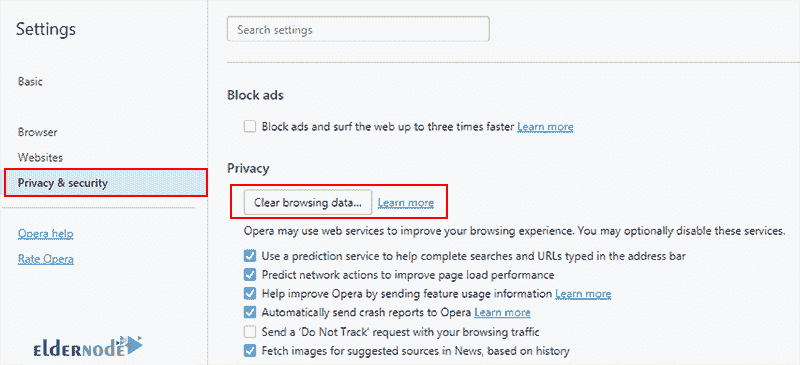 Settings
Search settings
Basic
Block ads
Block ads and surf the web up to three times faster Learn more
Browser
Websites
Privacy & security
Privacy
Clear browsing data... Learn more
Opera may use web services to improve your browsing experience. You may optionally disable these services.
Opera help
Rate Opera
Use a prediction service to help complete searches and URLs typed in the address bar
Predict network actions to improve page load performance
Help improve Opera by sending feature usage information Learn more
Automatically send crash reports to Opera Learn more
Send a 'Do Not Track' request with your browsing traffic
Fetch images for suggested sources in News, based on history
ELDERNODE